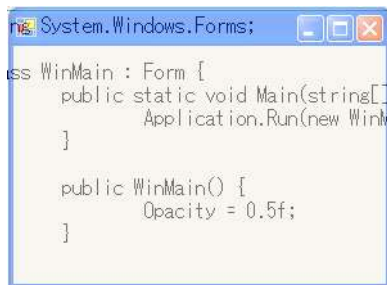 ng System.Windows.Forms;
ss WinMain : Form {
public static void Main(string[]
Application.Run(new WinM
}
public WinMain() {
Opacity = 0.5f;
}